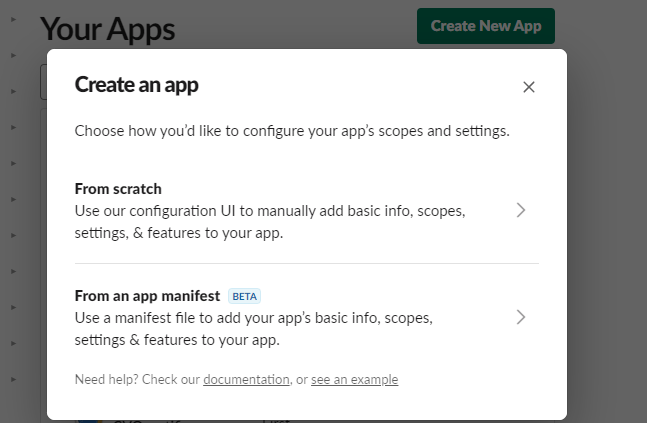 Your Apps
Create New App
Create an app
Choose how you'd like to configure your app's scopes and settings.
From scratch
Use our configuration UI to manually add basic info, scopes,
settings, & features to your app.
From an app manifest BETA
Use a manifest file to add your app's basic info, scopes,
settings & features to your app.
Need help? Check our documentation, or see an example